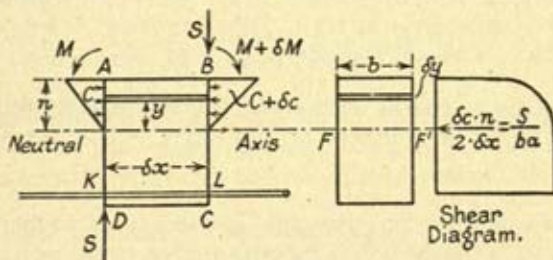 S
M
M + δM
A
B
C
C + δc
n
y
δx
Neutral
Axis
K
L
D
C
S
b
δy
F
F'
δc·n / 2·δx = S / ba
Shear
Diagram.